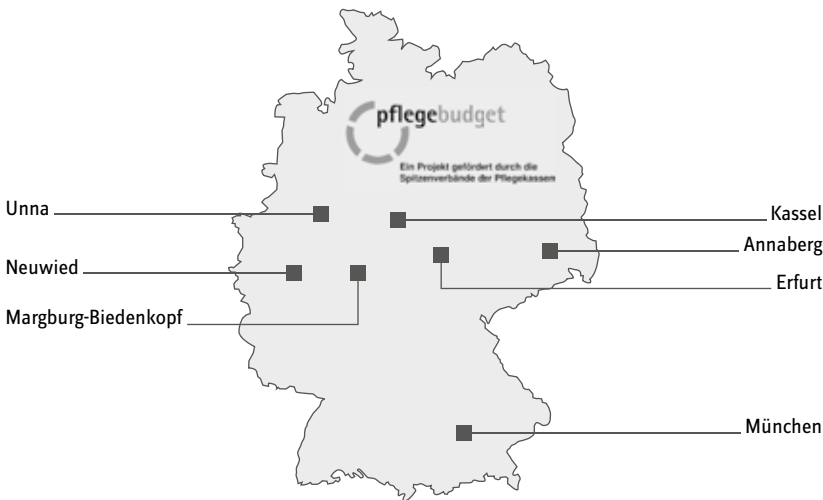 pflegebudget
Ein Projekt gefördert durch die
Spitzenverbände der Pflegekassen
Unna
Kassel
Annaberg
Neuwied
Erfurt
Margburg-Biedenkopf
München